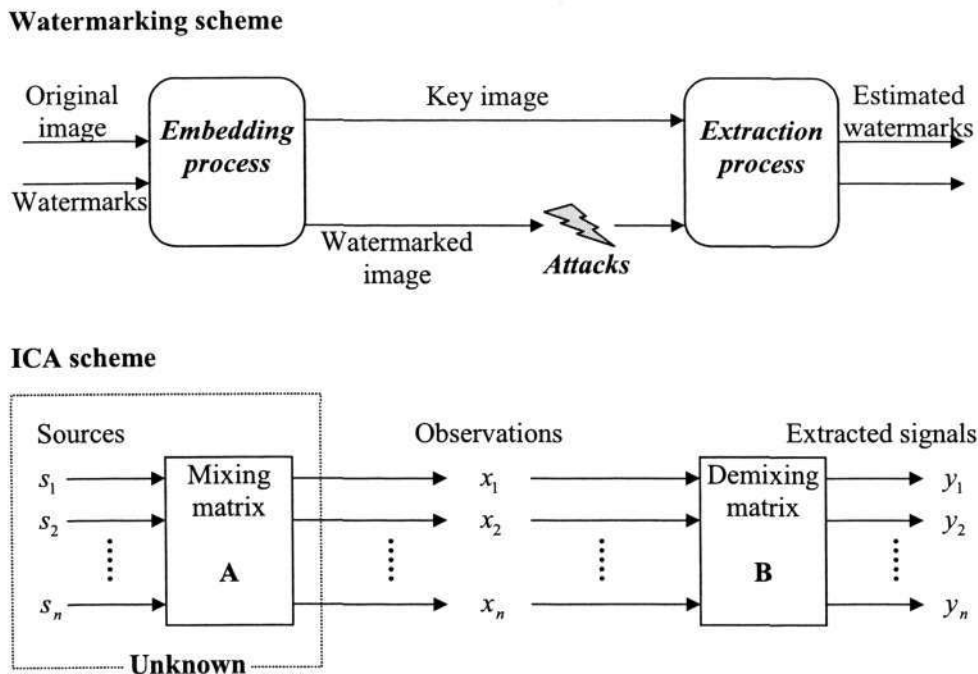 Watermarking scheme
Original
image
Watermarks
Embedding
process
Key image
Watermarked
image
Attacks
Extraction
process
Estimated
watermarks
ICA scheme
Sources
Observations
Extracted signals
s1
s2
sn
Mixing
matrix
A
x1
x2
xn
Demixing
matrix
B
y1
y2
yn
Unknown